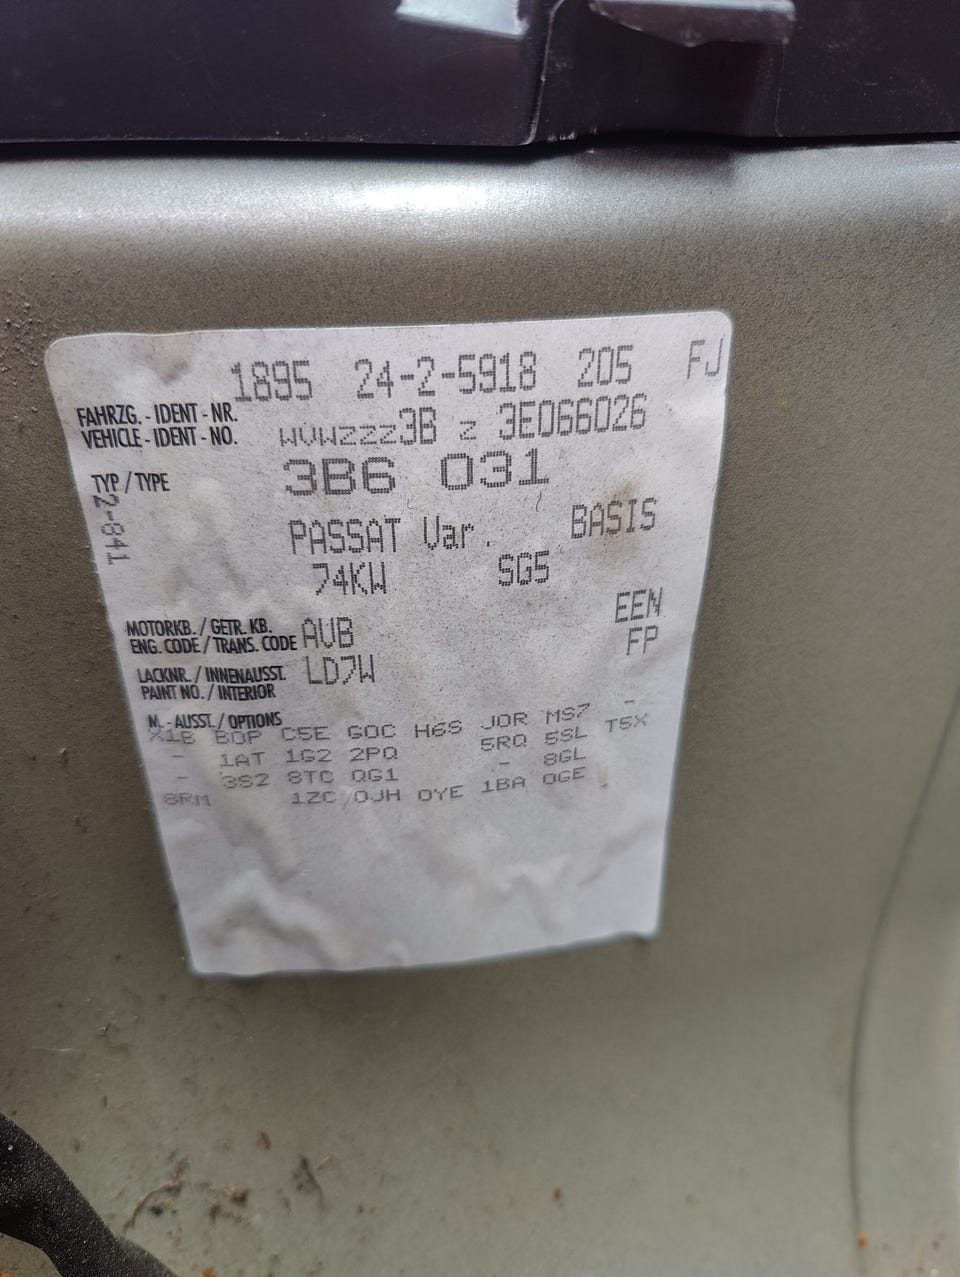 1895 24-2-5918 205 FJ
FAHRZG. - IDENT - NR.
VEHICLE - IDENT - NO. WVWZZZ3B Z 3E066026
TYP / TYPE 3B6 031
2-841
PASSAT Var. BASIS
74KW SG5
EEN
MOTORKB. / GETR. KB.
ENG. CODE / TRANS. CODE AVB FP
LACKNR. / INNENAUSST.
PAINT NO. / INTERIOR LD7W
M. - AUSST. / OPTIONS -
X1B B0P C5E G0C H6S J0R MS7 T5X
- 1AT 1G2 2PQ 5RQ 5SL
- 3S2 8TC QG1 - 8GL
8RM 1ZC 0JH 0YE 1BA 0GE